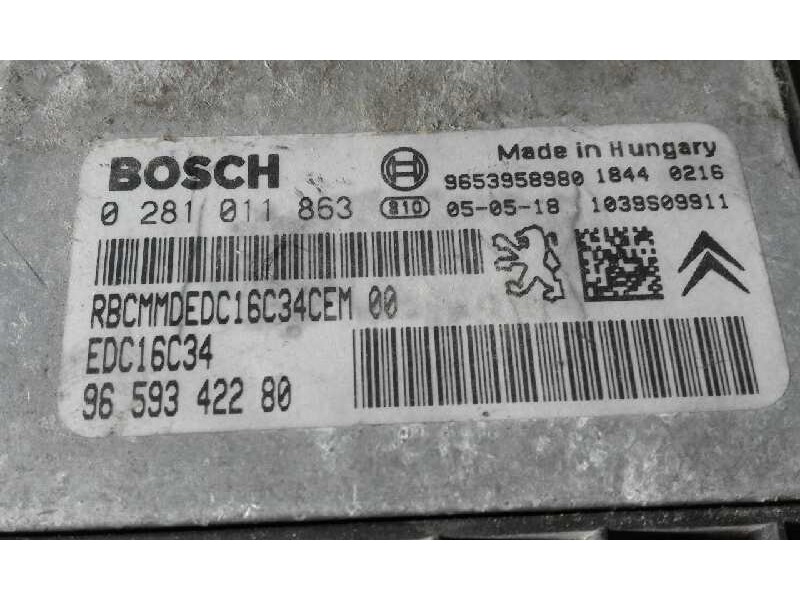 BOSCH
Made in Hungary
9653958980 1844 0216
0 281 011 863
810 05-05-18 1039S09911
RBCMMDEDC16C34CEM 00
EDC16C34
96 593 422 80